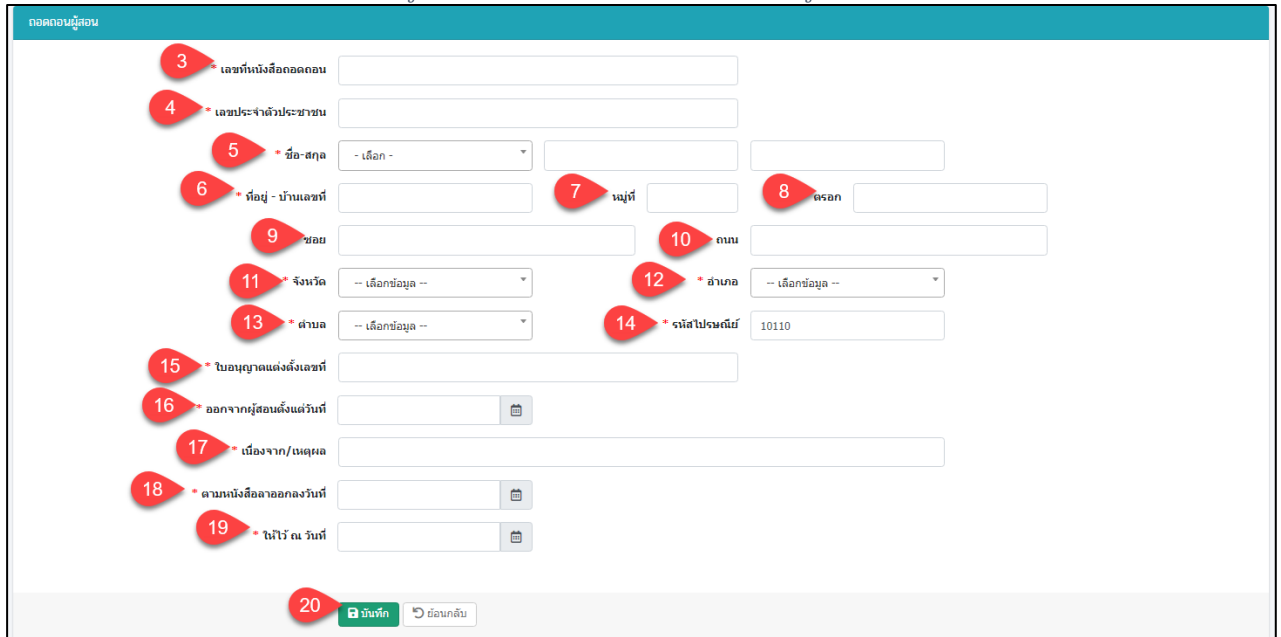 ถอดถอนผู้สอน
3 * เลขที่หนังสือถอดถอน
4 * เลขประจำตัวประชาชน
5 * ชื่อ-สกุล - เลือก -
6 * ที่อยู่ - บ้านเลขที่ 7 หมู่ที่ 8 ตรอก
9 ซอย 10 ถนน
11 * จังหวัด -- เลือกข้อมูล -- 12 * อำเภอ -- เลือกข้อมูล --
13 * ตำบล -- เลือกข้อมูล -- 14 * รหัสไปรษณีย์ 10110
15 * ใบอนุญาตแต่งตั้งเลขที่
16 * ออกจากผู้สอนตั้งแต่วันที่
17 * เนื่องจาก/เหตุผล
18 * ตามหนังสือลาออกลงวันที่
19 * ให้ไว้ ณ วันที่
20 บันทึก ย้อนกลับ